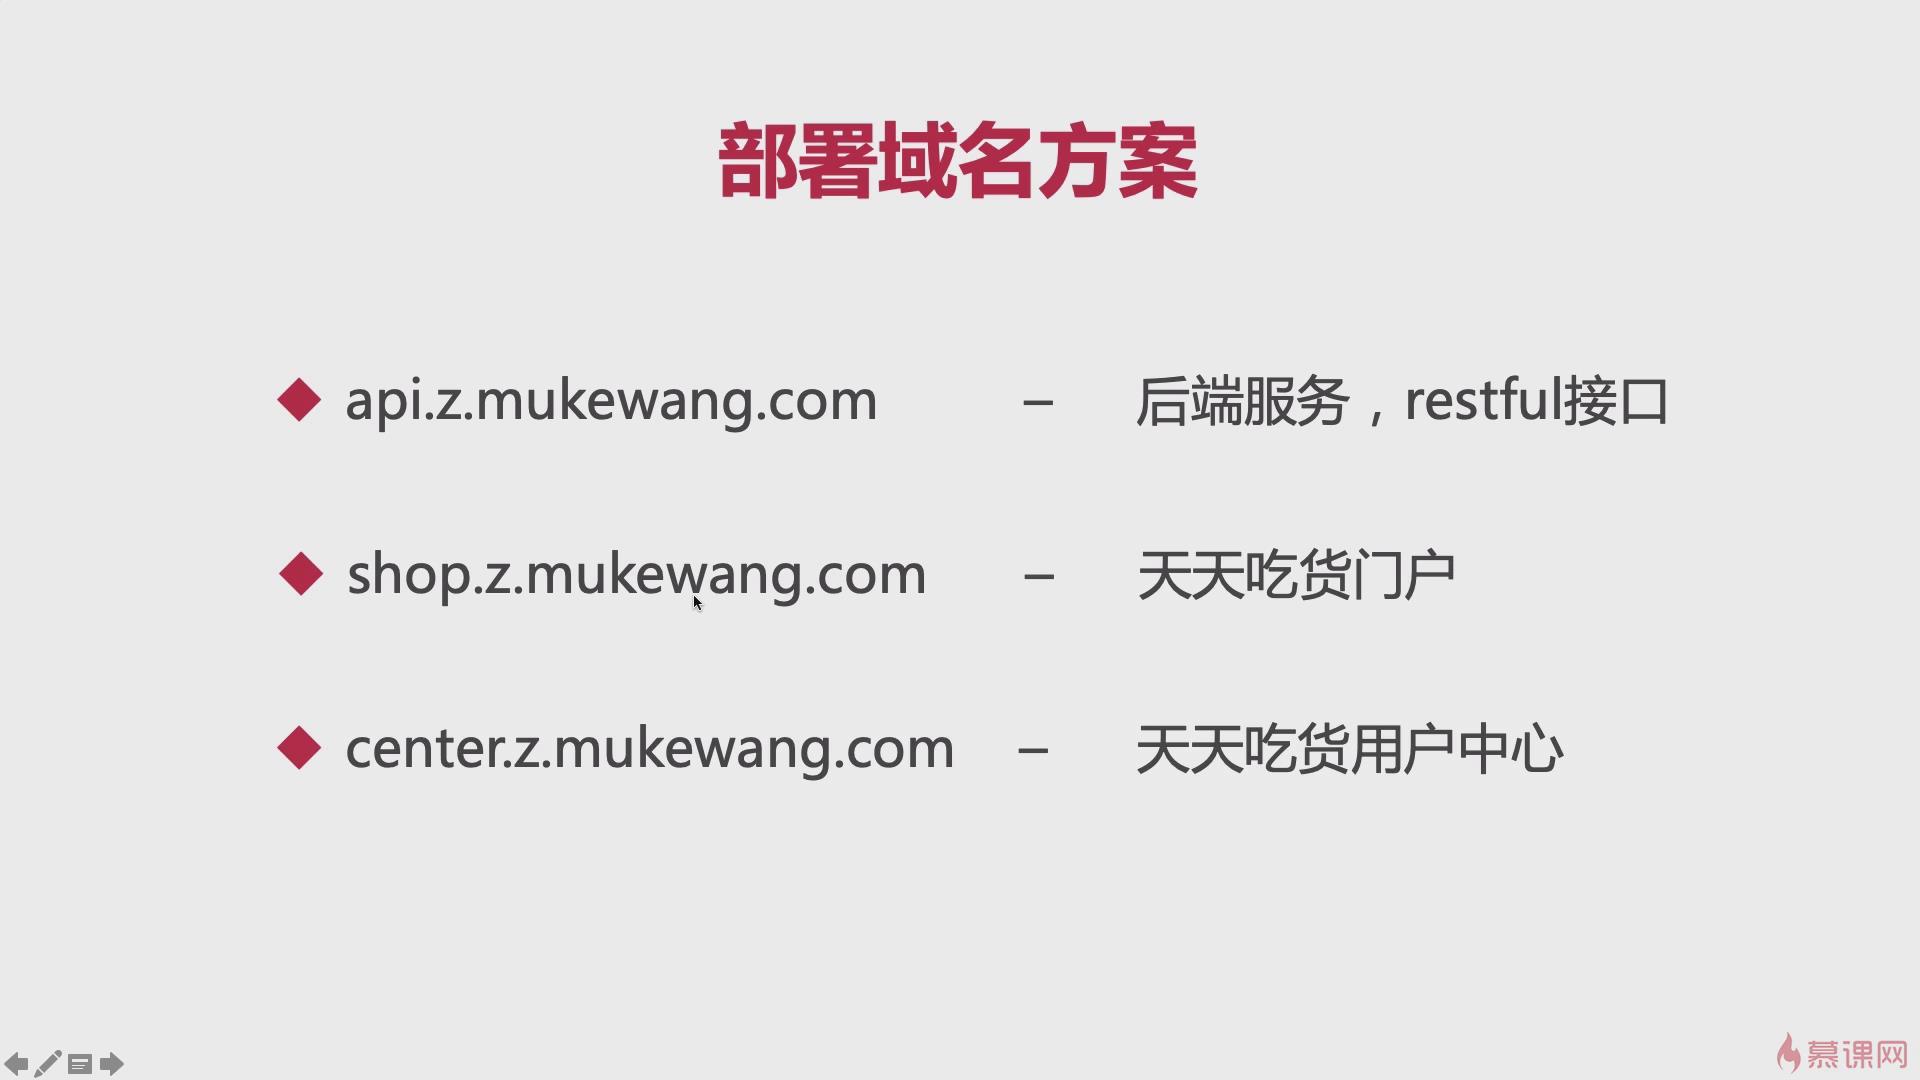 部署域名方案
api.z.mukewang.com – 后端服务，restful接口
shop.z.mukewang.com – 天天吃货门户
center.z.mukewang.com – 天天吃货用户中心
慕课网